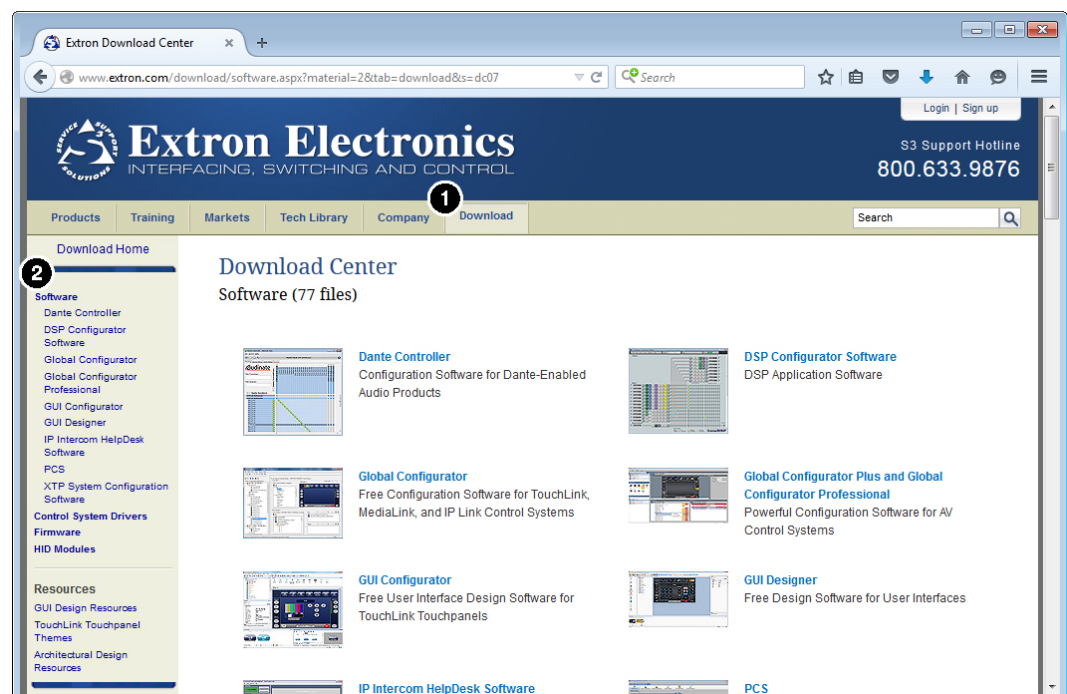 Extron Download Cente
www.extron.com/download/software.aspx?material=2&tab=download&ts=dc07
Search
Login | Sign up
SERVICE SUPPORT SOLUTIONS
S3
Extron Electronics
INTERFACING, SWITCHING AND CONTROL
S3 Support Hotline
800.633.9876
1
Products Training Markets Tech Library Company Download
Search
Download Home
2
Software
Dante Controller
DSP Configurator
Software
Global Configurator
Global Configurator
Professional
GUI Configurator
GUI Designer
IP Intercom HelpDesk
Software
PCS
XTP System Configuration
Software
Control System Drivers
Firmware
HID Modules
Resources
GUI Design Resources
TouchLink Touchpanel
Themes
Architectural Design
Resources
Download Center
Software (77 files)
Audinate
Dante Controller
Configuration Software for Dante-Enabled
Audio Products
DSP Configurator Software
DSP Application Software
Global Configurator
Free Configuration Software for TouchLink,
MediaLink, and IP Link Control Systems
Global Configurator Plus and Global
Configurator Professional
Powerful Configuration Software for AV
Control Systems
GUI Configurator
Free User Interface Design Software for
TouchLink Touchpanels
GUI Designer
Free Design Software for User Interfaces
IP Intercom HelpDesk Software
PCS